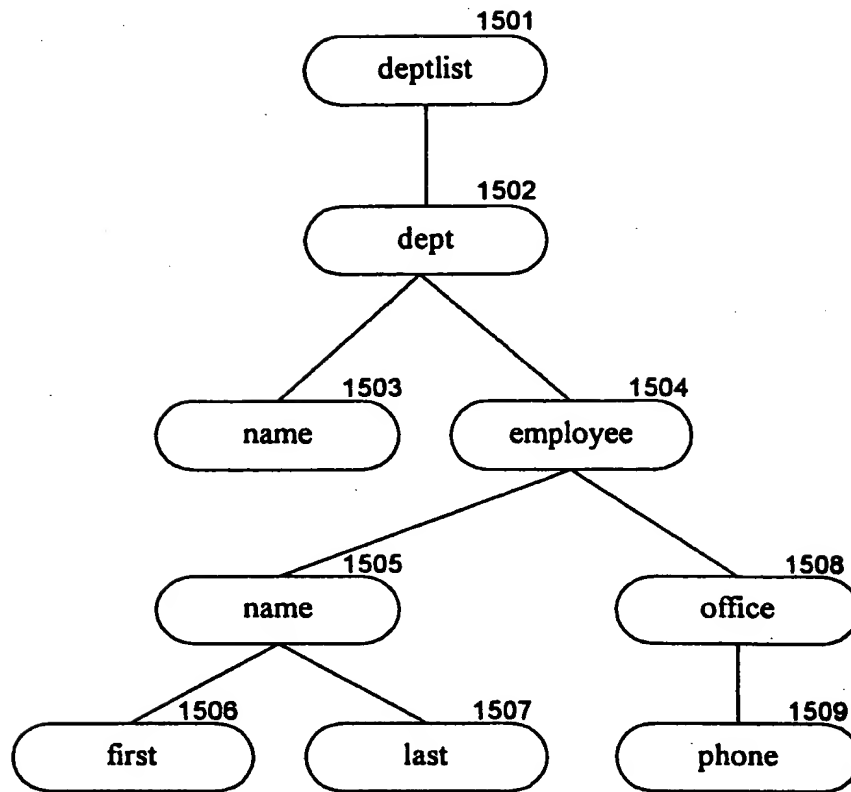 1501
deptlist
1502
dept
1503
name
1504
employee
1505
name
1508
office
1506
first
1507
last
1509
phone